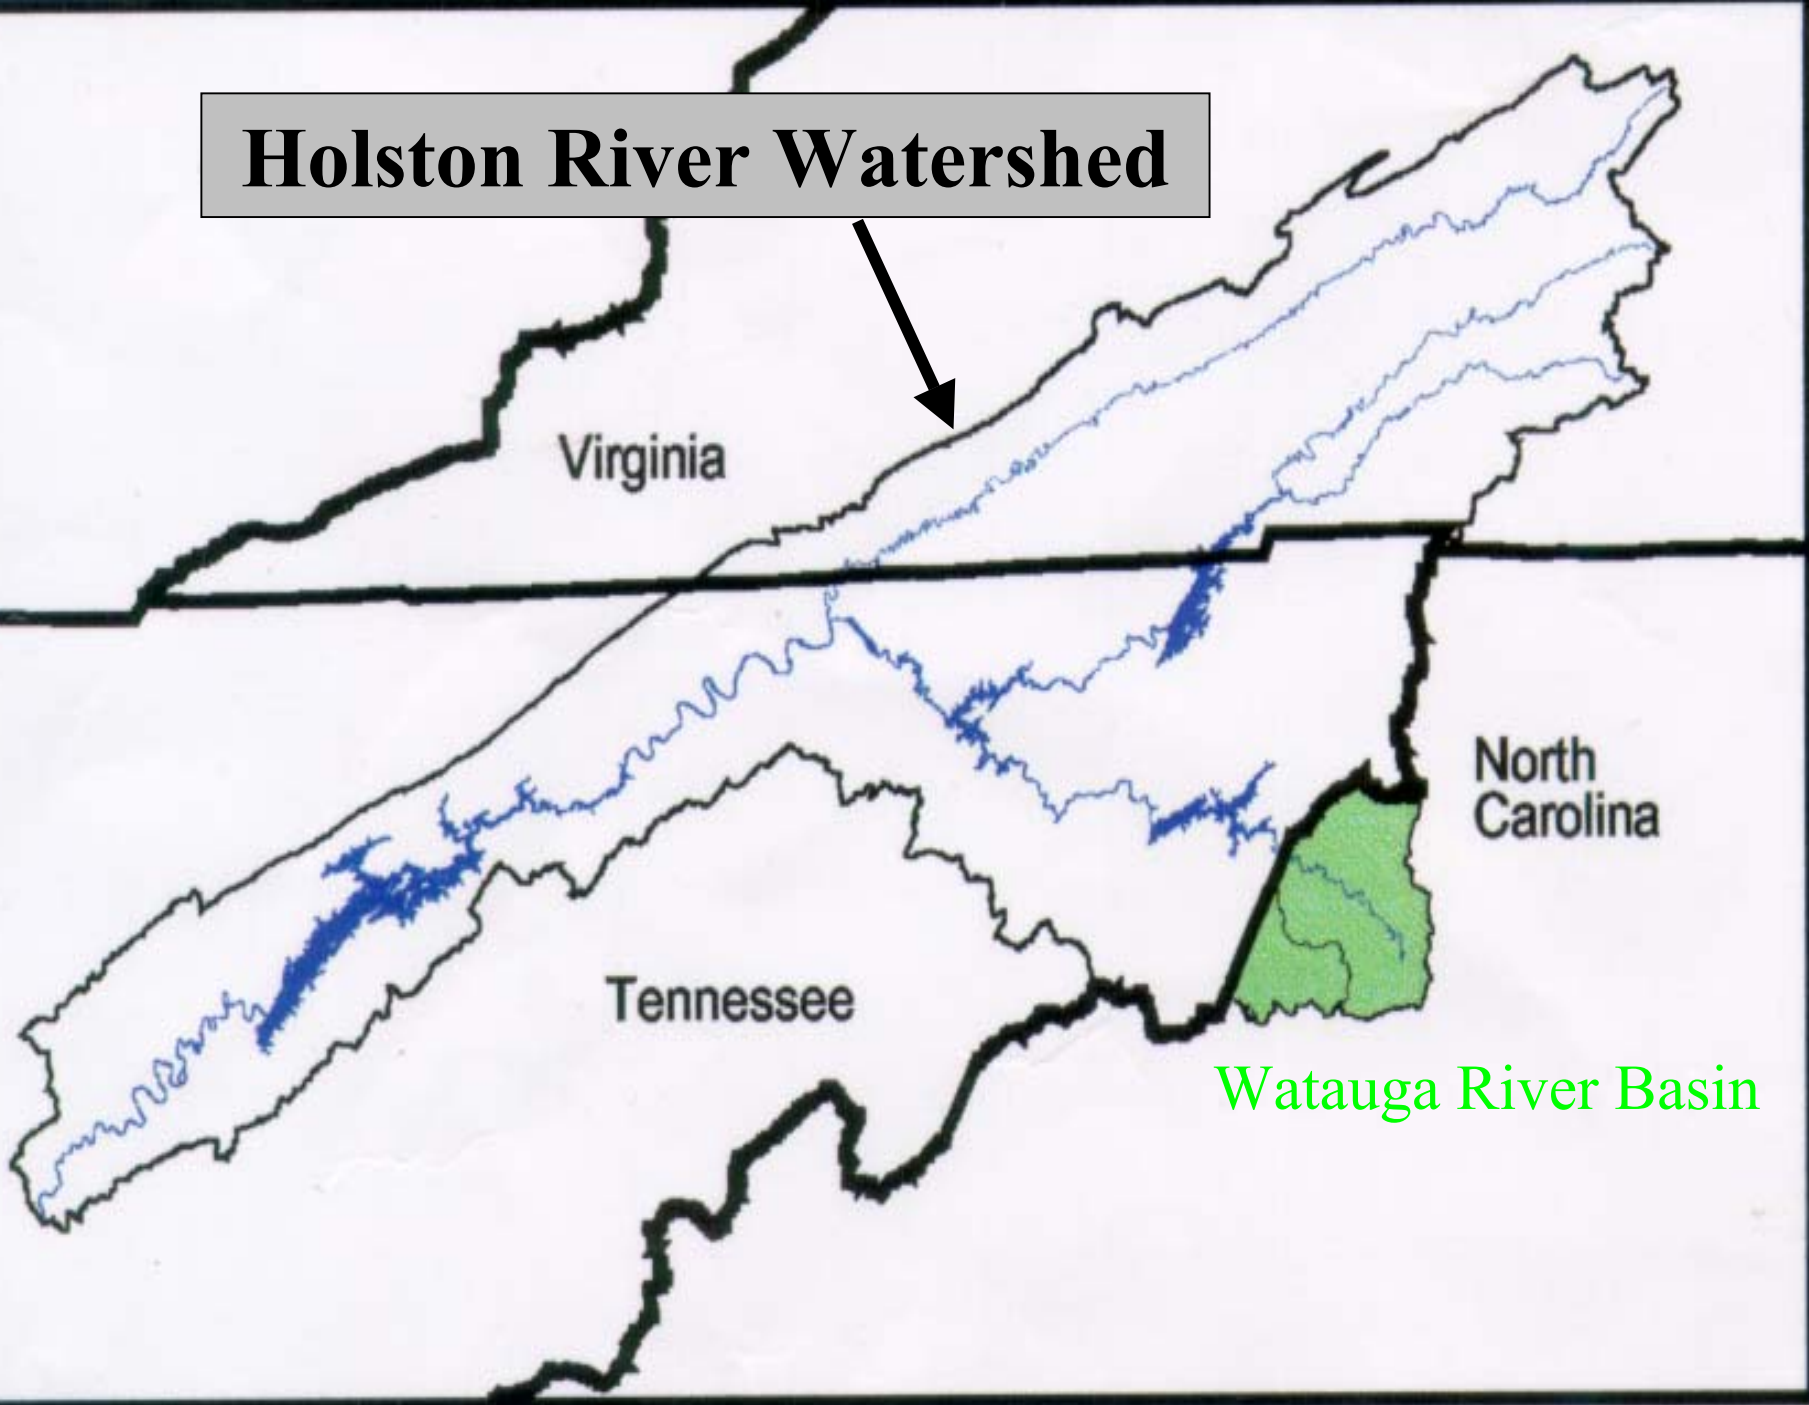 Holston River Watershed
Virginia
North
Carolina
Tennessee
Watauga River Basin